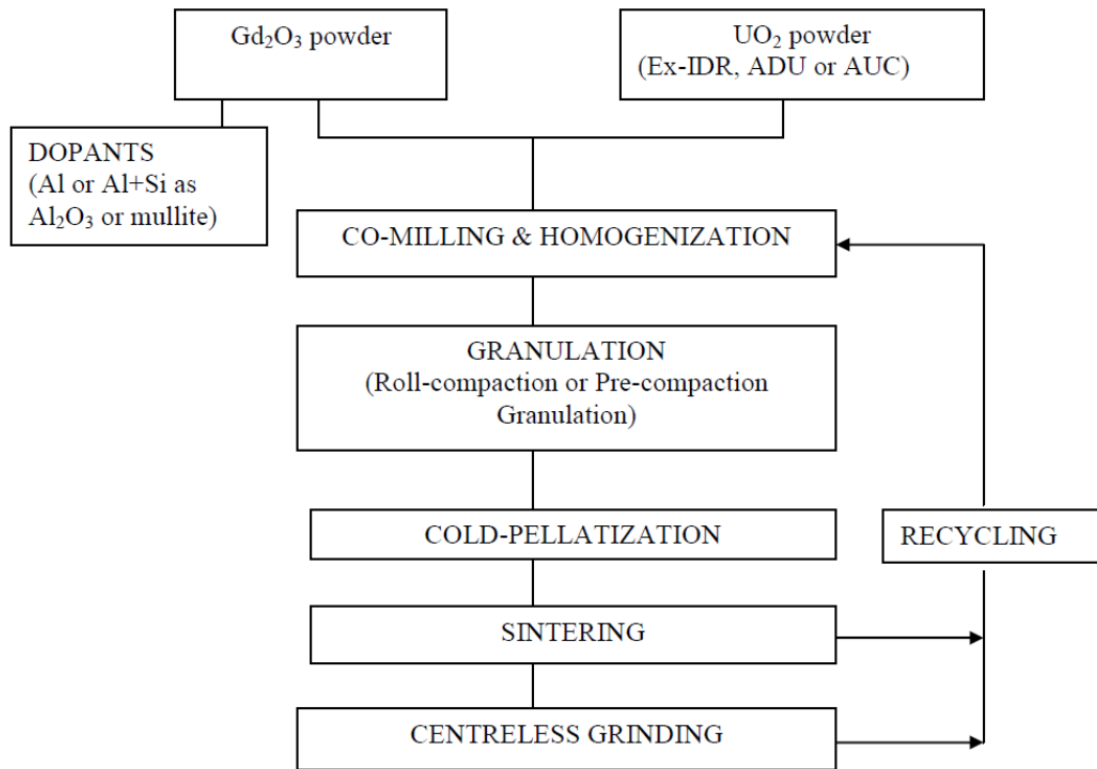 Gd₂O₃ powder
UO₂ powder
(Ex-IDR, ADU or AUC)
DOPANTS
(Al or Al+Si as
Al₂O₃ or mullite)
CO-MILLING & HOMOGENIZATION
GRANULATION
(Roll-compaction or Pre-compaction
Granulation)
COLD-PELLATIZATION
RECYCLING
SINTERING
CENTRELESS GRINDING